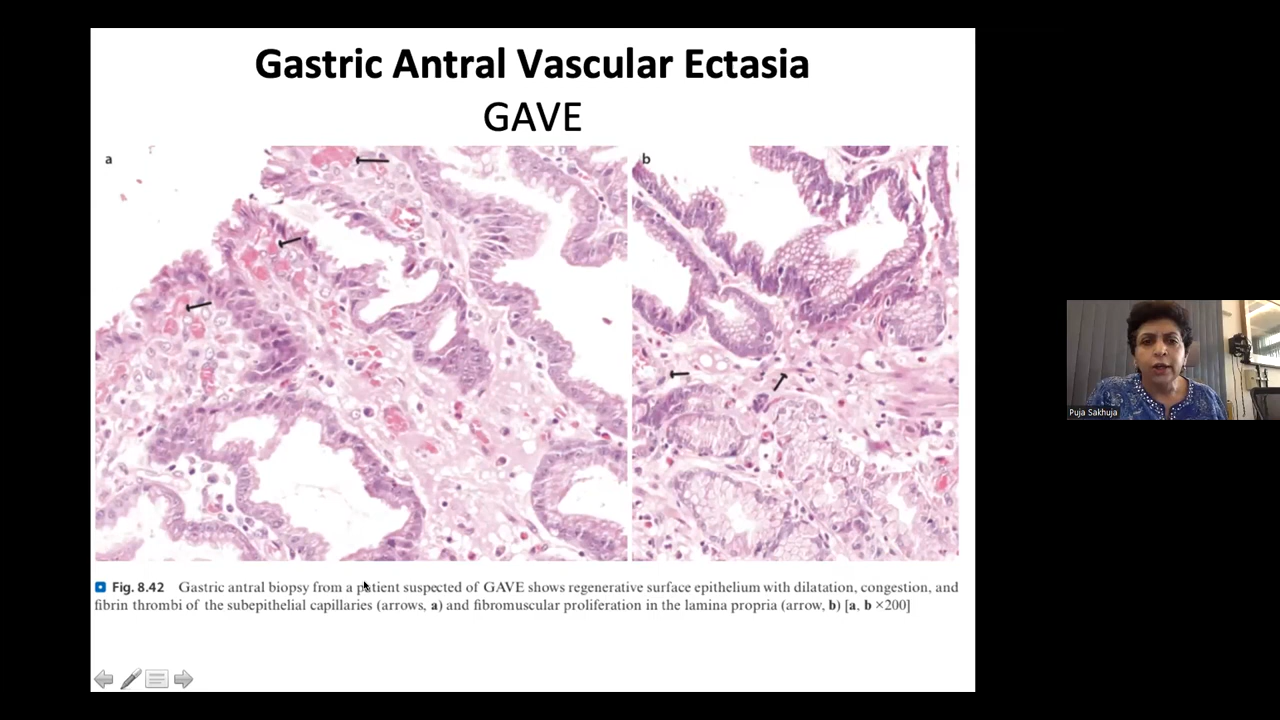 Gastric Antral Vascular Ectasia
GAVE
a
b
Fig. 8.42 Gastric antral biopsy from a patient suspected of GAVE shows regenerative surface epithelium with dilatation, congestion, and
fibrin thrombi of the subepithelial capillaries (arrows, a) and fibromuscular proliferation in the lamina propria (arrow, b) [a, b ×200]
Puja Sakhuja